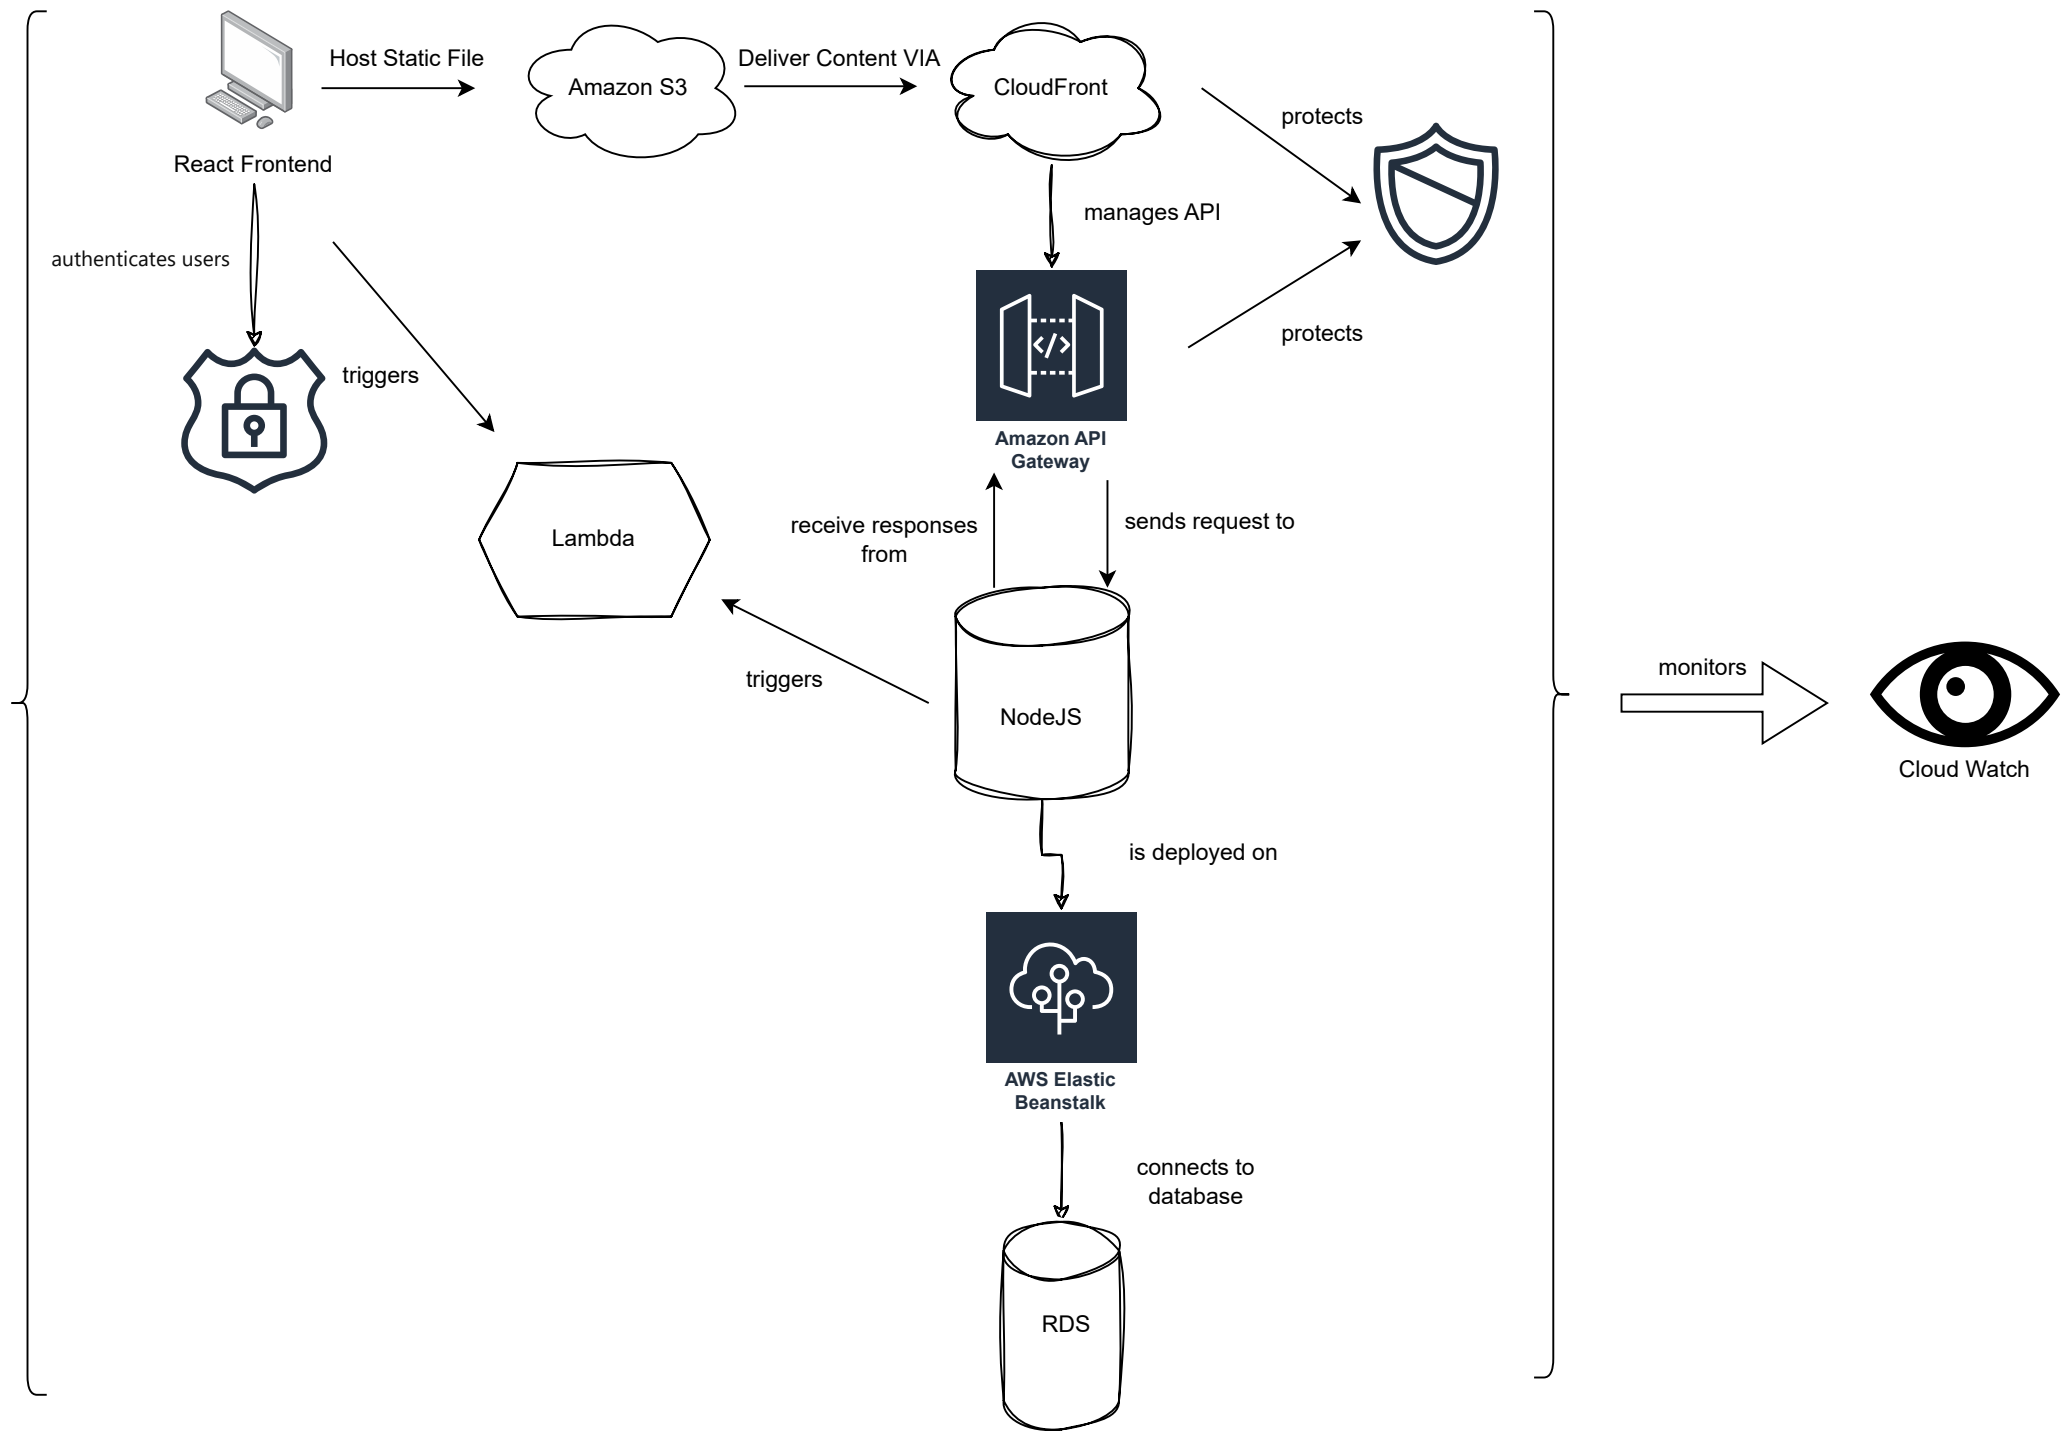 Host Static File
Amazon S3
Deliver Content VIA
CloudFront
protects
React Frontend
manages API
authenticates users
protects
triggers
Amazon API
Gateway
receive responses
from
sends request to
Lambda
triggers
NodeJS
monitors
Cloud Watch
is deployed on
AWS Elastic
Beanstalk
connects to
database
RDS